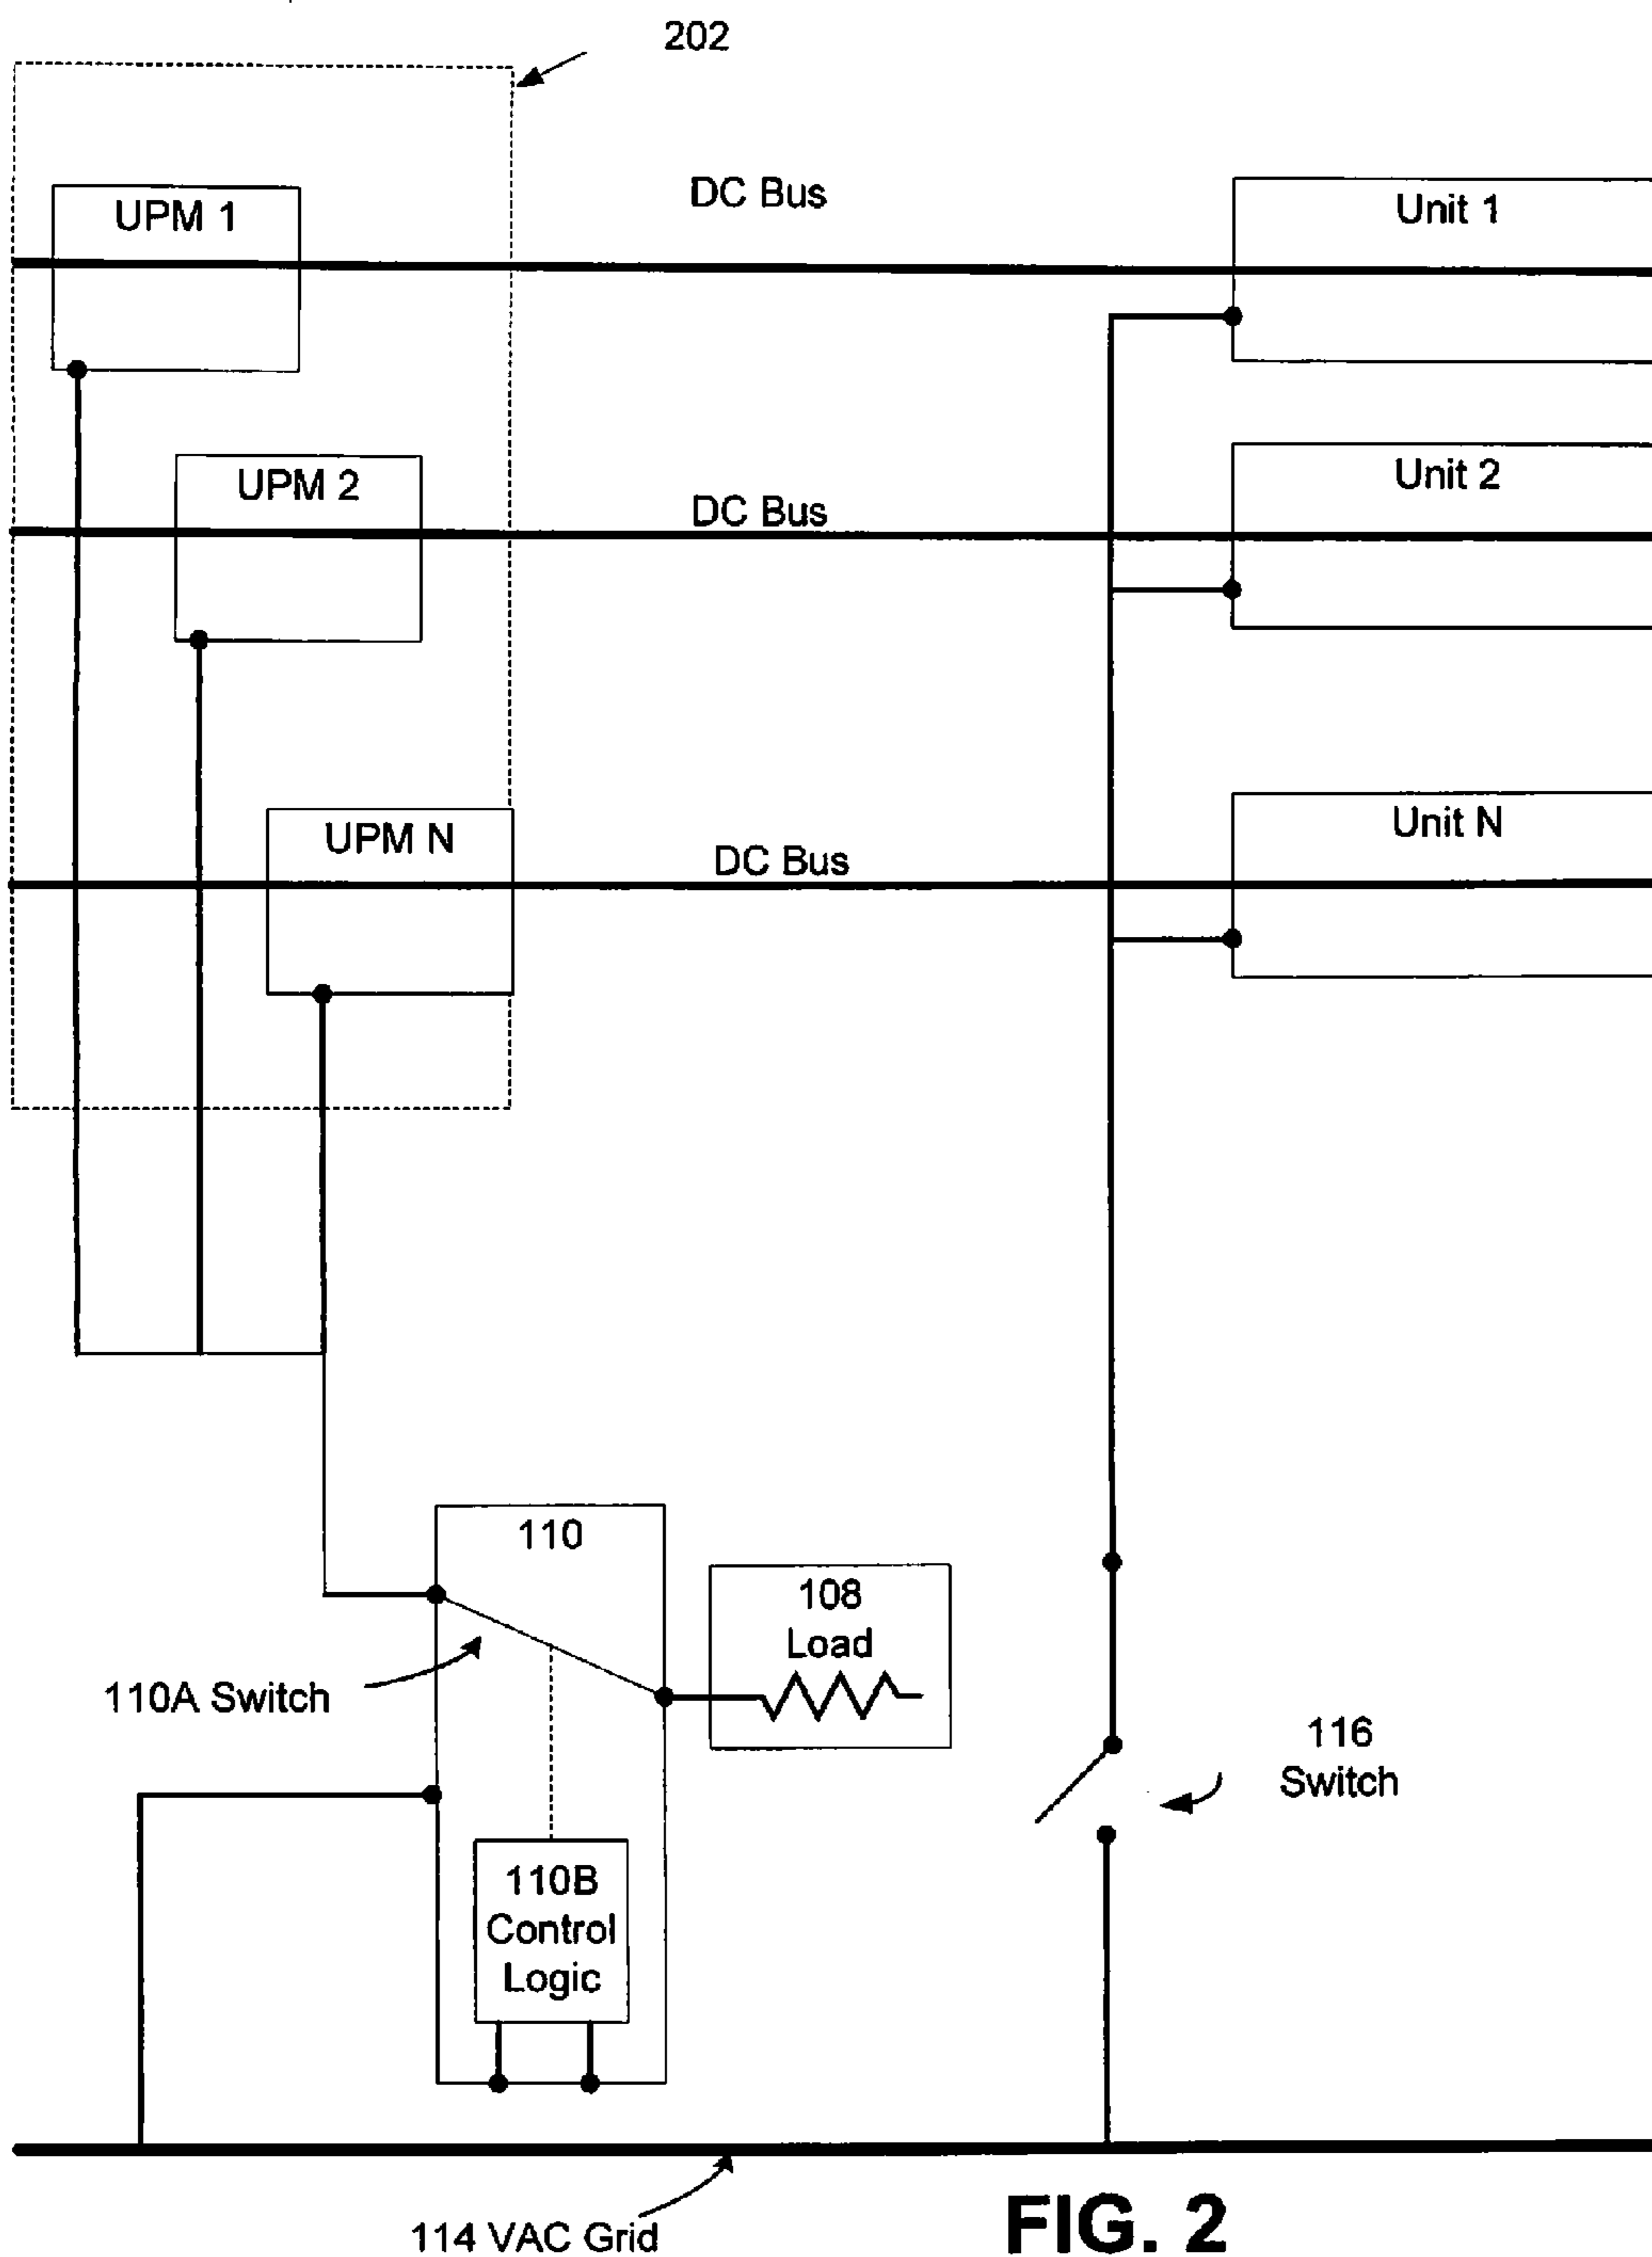 202
DC Bus
UPM 1
Unit 1
UPM 2
DC Bus
Unit 2
UPM N
DC Bus
Unit N
110
108
Load
110A Switch
116
Switch
110B
Control
Logic
114 VAC Grid
FIG. 2